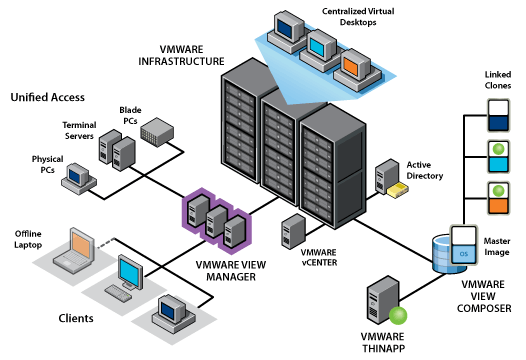 Centralized Virtual
Desktops
VMWARE
INFRASTRUCTURE
Linked
Clones
Unified Access
Blade
PCs
Terminal
Servers
Physical
PCs
Active
Directory
Offline
Laptop
VMWARE VIEW
MANAGER
VMWARE
vCENTER
Master
Image
OS
VMWARE
VIEW
COMPOSER
Clients
VMWARE
THINAPP